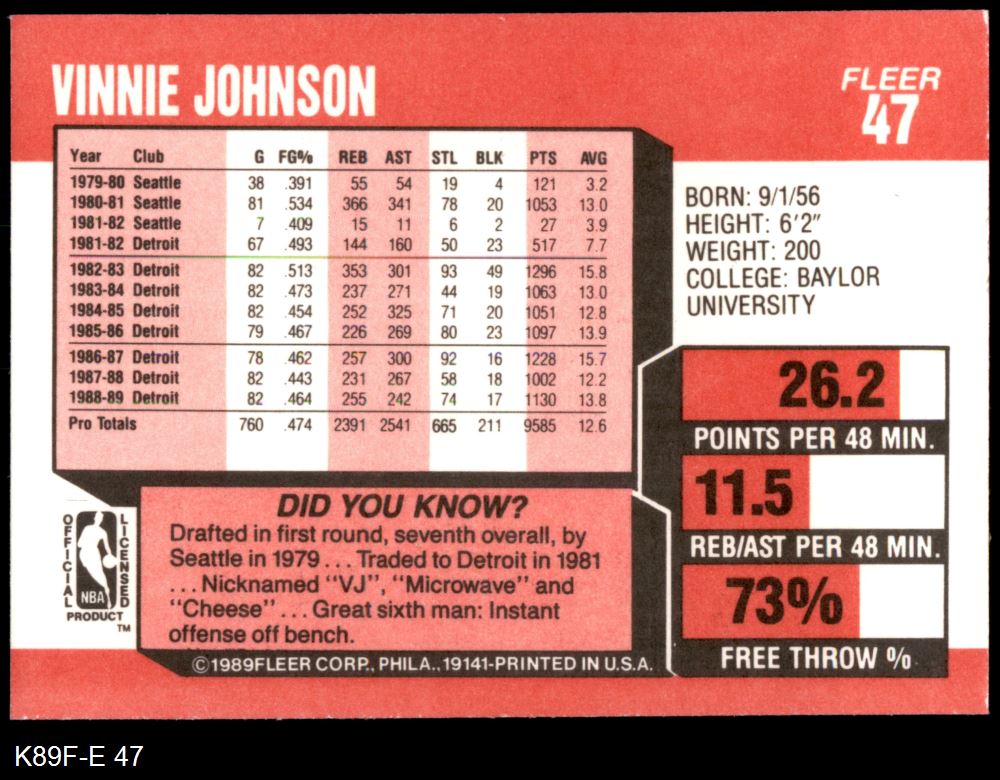 VINNIE JOHNSON
FLEER
47
Year Club G FG% REB AST STL BLK PTS AVG
1979-80 Seattle 38 .391 55 54 19 4 121 3.2
1980-81 Seattle 81 .534 366 341 78 20 1053 13.0
1981-82 Seattle 7 .409 15 11 6 2 27 3.9
1981-82 Detroit 67 .493 144 160 50 23 517 7.7
1982-83 Detroit 82 .513 353 301 93 49 1296 15.8
1983-84 Detroit 82 .473 237 271 44 19 1063 13.0
1984-85 Detroit 82 .454 252 325 71 20 1051 12.8
1985-86 Detroit 79 .467 226 269 80 23 1097 13.9
1986-87 Detroit 78 .462 257 300 92 16 1228 15.7
1987-88 Detroit 82 .443 231 267 58 18 1002 12.2
1988-89 Detroit 82 .464 255 242 74 17 1130 13.8
Pro Totals 760 .474 2391 2541 665 211 9585 12.6
BORN: 9/1/56
HEIGHT: 6'2"
WEIGHT: 200
COLLEGE: BAYLOR
UNIVERSITY
26.2
POINTS PER 48 MIN.
11.5
REB/AST PER 48 MIN.
73%
FREE THROW %
DID YOU KNOW?
Drafted in first round, seventh overall, by
Seattle in 1979 . . . Traded to Detroit in 1981
. . . Nicknamed "VJ", "Microwave" and
"Cheese" . . . Great sixth man: Instant
offense off bench.
OFFICIAL
LICENSED
NBA
PRODUCT
TM
©1989FLEER CORP., PHILA., 19141-PRINTED IN U.S.A.
K89F-E 47